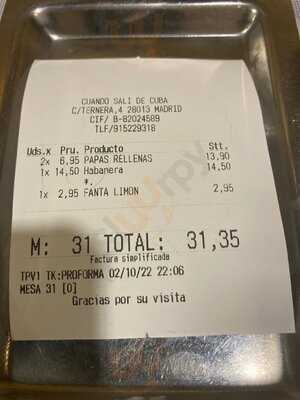 CUANDO SALI DE CUBA
C/TERNERA,4 28013 MADRID
CIF/ B-82024589
TLF/915229318
Uds.x Pru. Producto Stt.
2x 6,95 PAPAS RELLENAS 13,90
1x 14,50 Habanera 14,50
*./
1x 2,95 FANTA LIMON 2,95
M: 31 TOTAL: 31,35
Factura simplificada
TPV1 TK:PROFORMA 02/10/22 22:06
MESA 31 [0]
Gracias por su visita